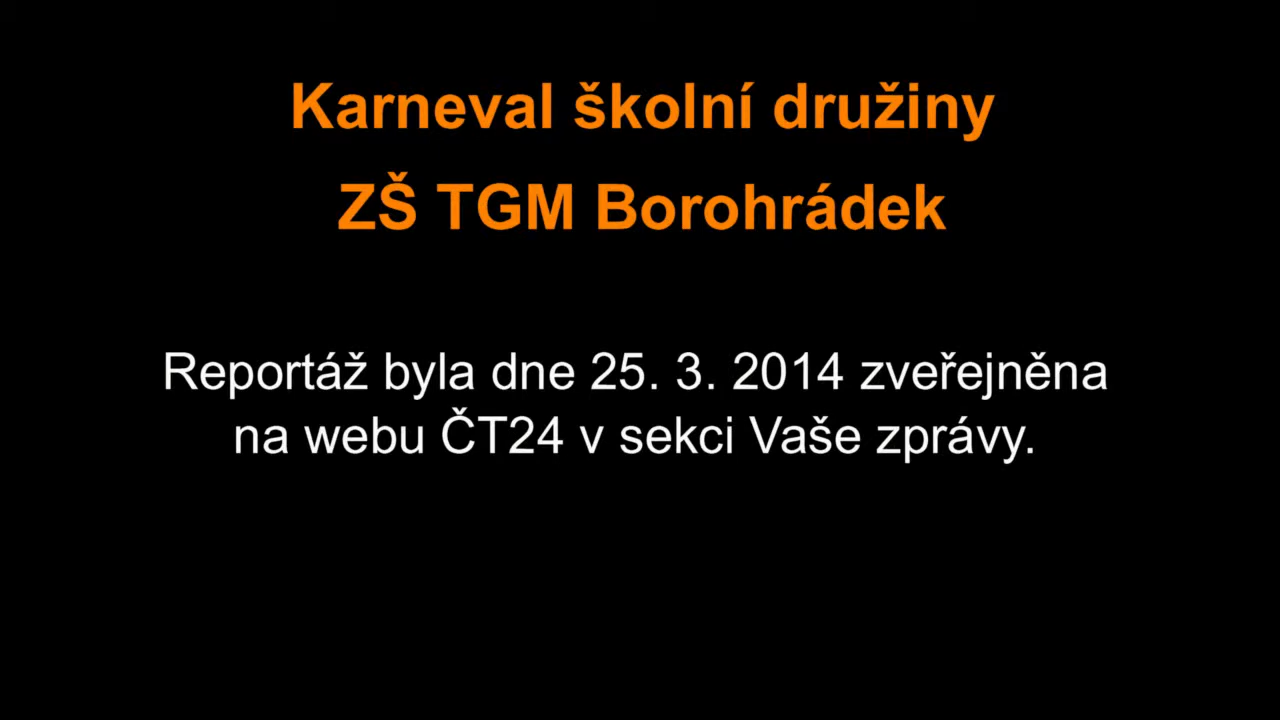 Karneval školní družiny
ZŠ TGM Borohrádek
Reportáž byla dne 25. 3. 2014 zveřejněna
na webu ČT24 v sekci Vaše zprávy.